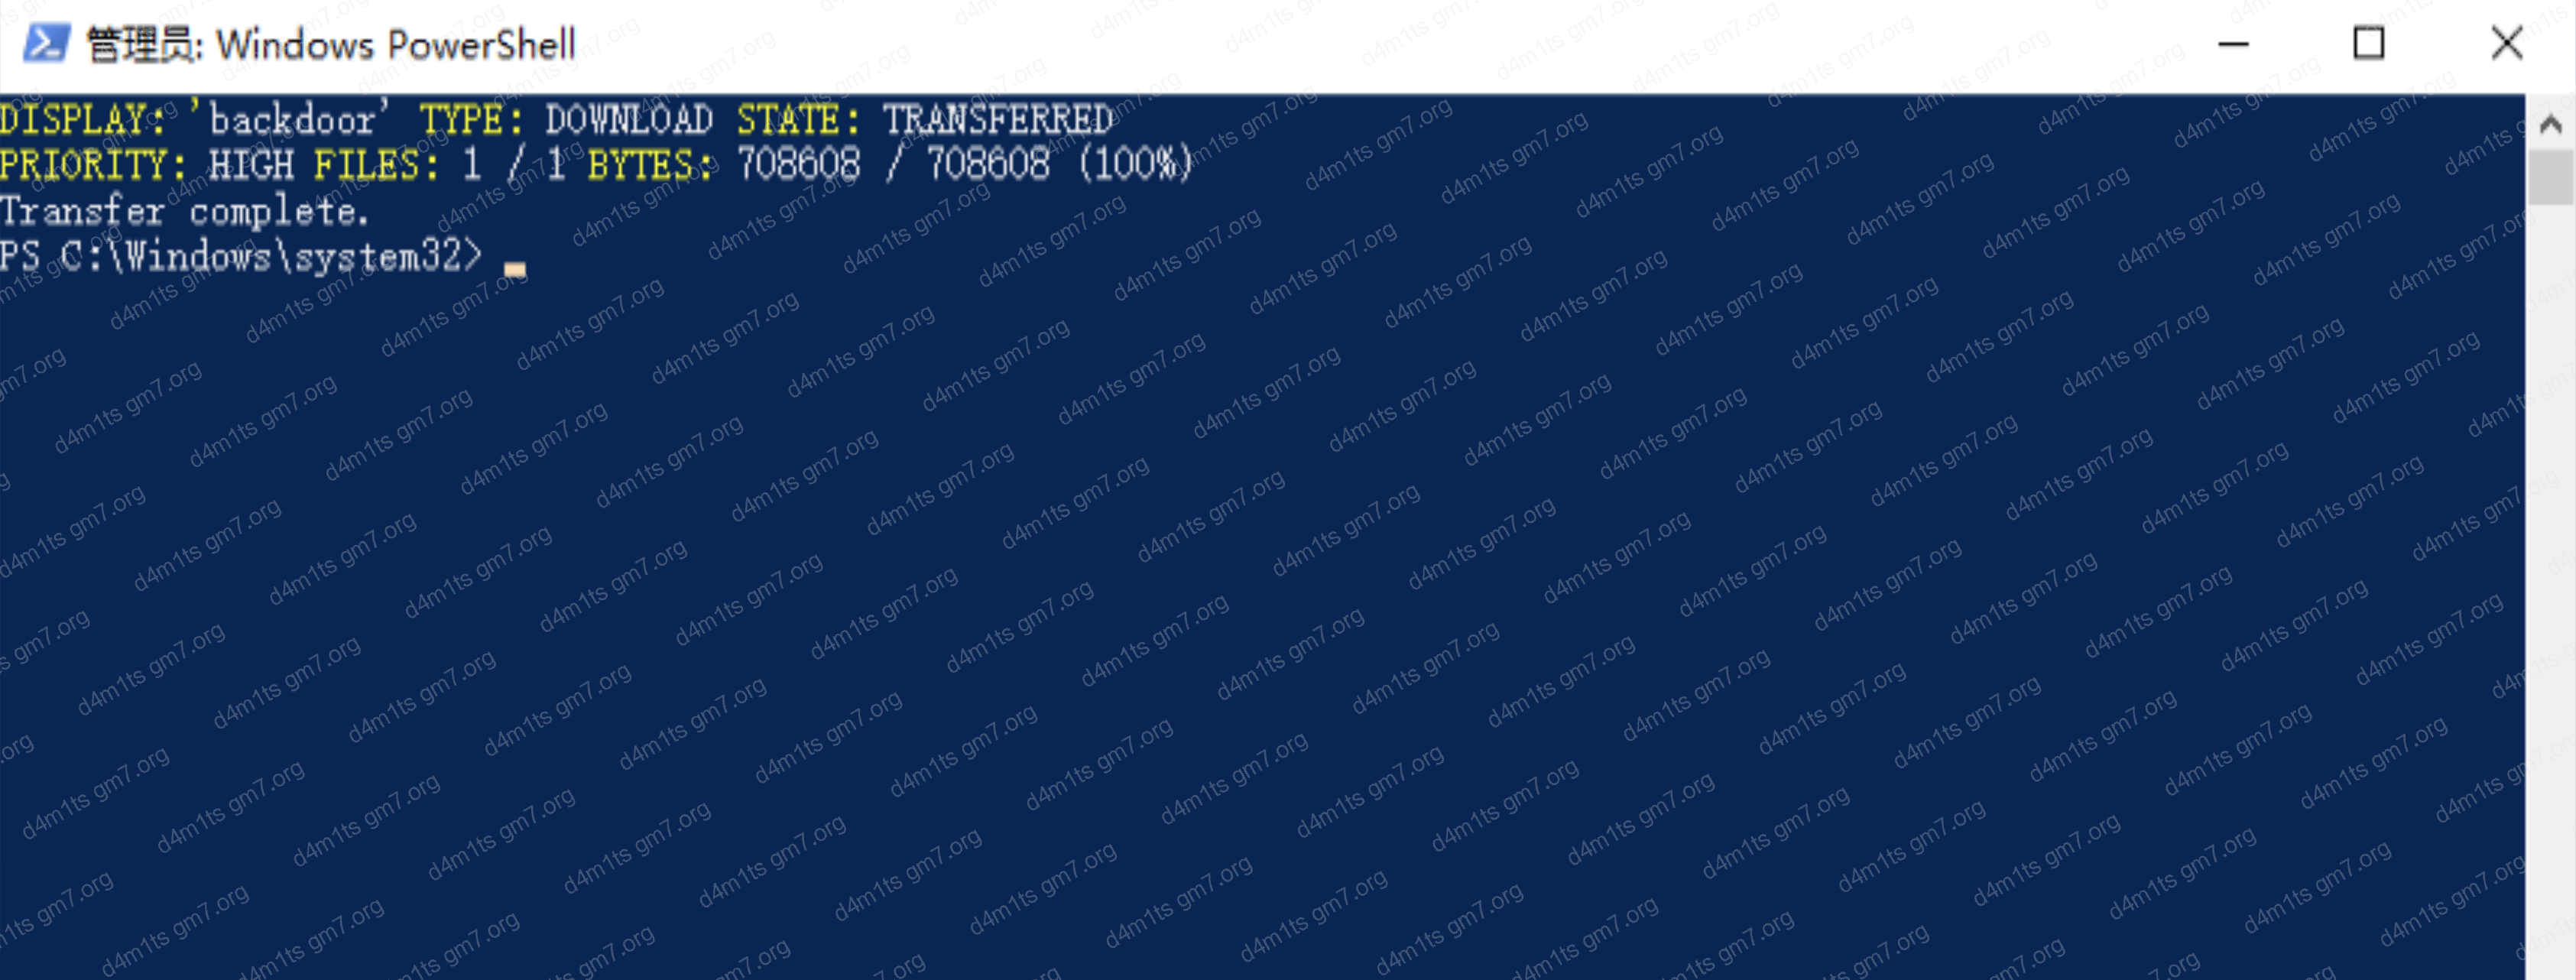 管理员: Windows PowerShell
DISPLAY: 'backdoor' TYPE: DOWNLOAD STATE: TRANSFERRED
PRIORITY: HIGH FILES: 1 / 1 BYTES: 708608 / 708608 (100%)
Transfer complete.
PS C:\Windows\system32>
d4m1ts gm7.org